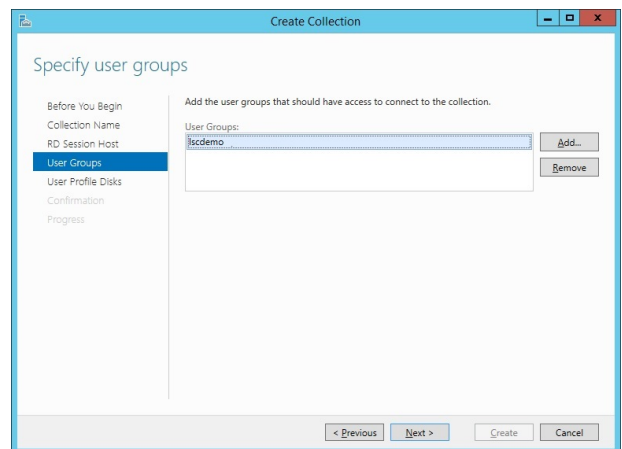 Create Collection
Specify user groups
Before You Begin
Collection Name
RD Session Host
User Groups
User Profile Disks
Confirmation
Progress
Add the user groups that should have access to connect to the collection.
User Groups:
lscdemo
Add...
Remove
< Previous
Next >
Create
Cancel